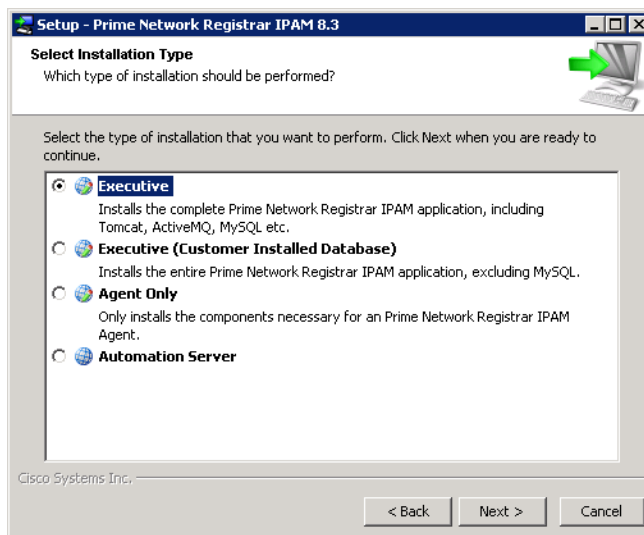 Setup - Prime Network Registrar IPAM 8.3
Select Installation Type
Which type of installation should be performed?
Select the type of installation that you want to perform. Click Next when you are ready to
continue.
Executive
Installs the complete Prime Network Registrar IPAM application, including
Tomcat, ActiveMQ, MySQL etc.
Executive (Customer Installed Database)
Installs the entire Prime Network Registrar IPAM application, excluding MySQL.
Agent Only
Only installs the components necessary for an Prime Network Registrar IPAM
Agent.
Automation Server
Cisco Systems Inc.
< Back Next > Cancel